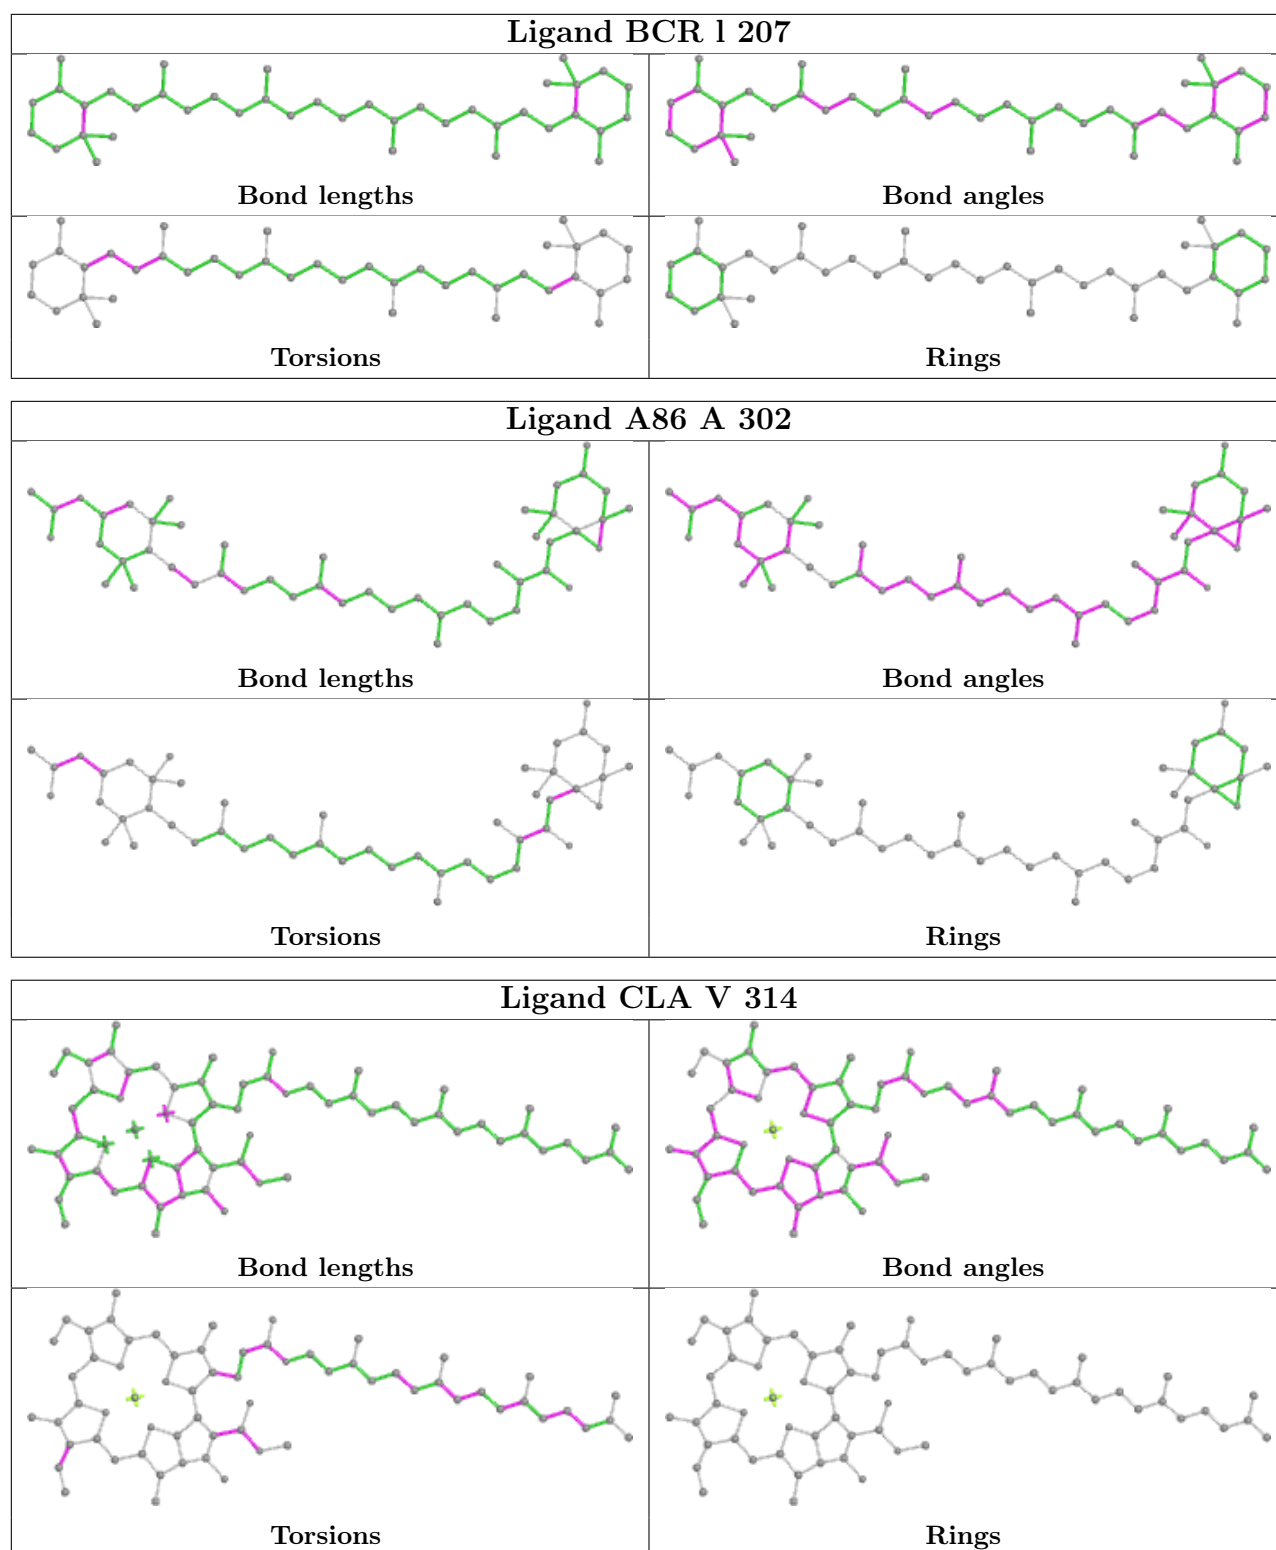 Ligand BCR l 207
Bond lengths
Bond angles
Torsions
Rings
Ligand A86 A 302
Bond lengths
Bond angles
Torsions
Rings
Ligand CLA V 314
Bond lengths
Bond angles
Torsions
Rings